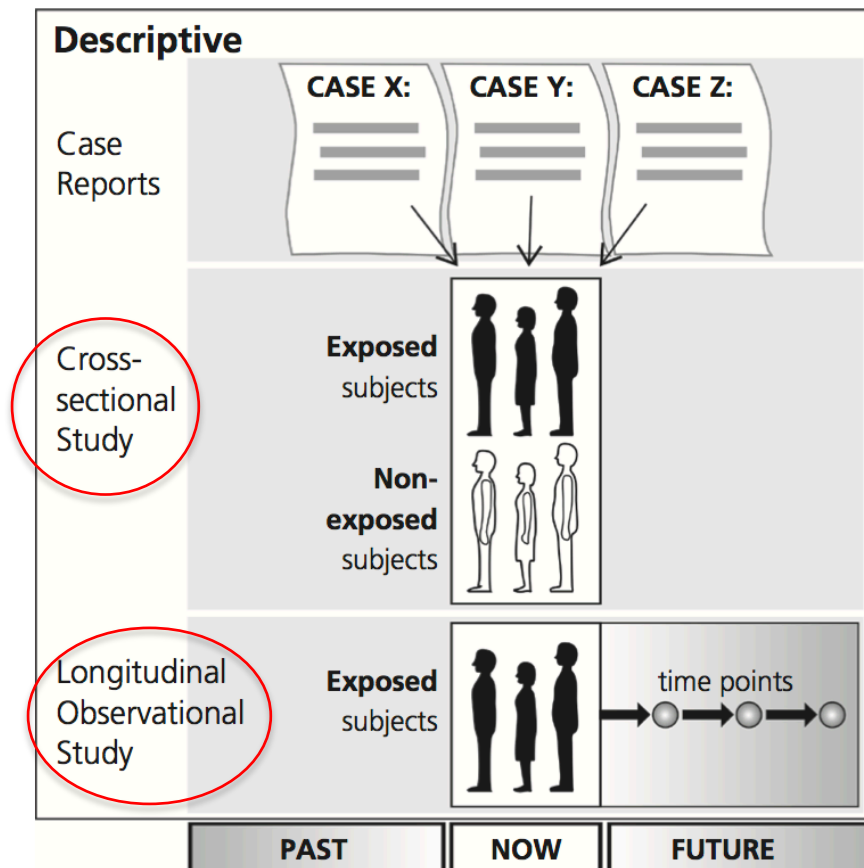 Descriptive
Case
Reports
CASE X:
CASE Y:
CASE Z:
Cross-
sectional
Study
Exposed
subjects
Non-
exposed
subjects
Longitudinal
Observational
Study
Exposed
subjects
time points
PAST
NOW
FUTURE